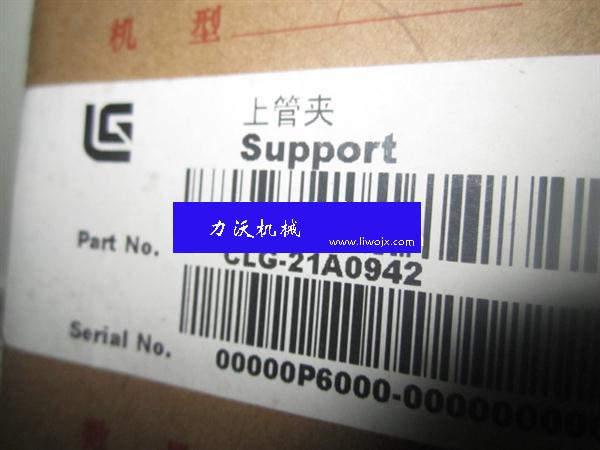 机 型
上管夹
Support
力沃机械
www.liwojx.com
Part No.
CLG-21A0942
Serial No.
00000P6000-0000000000